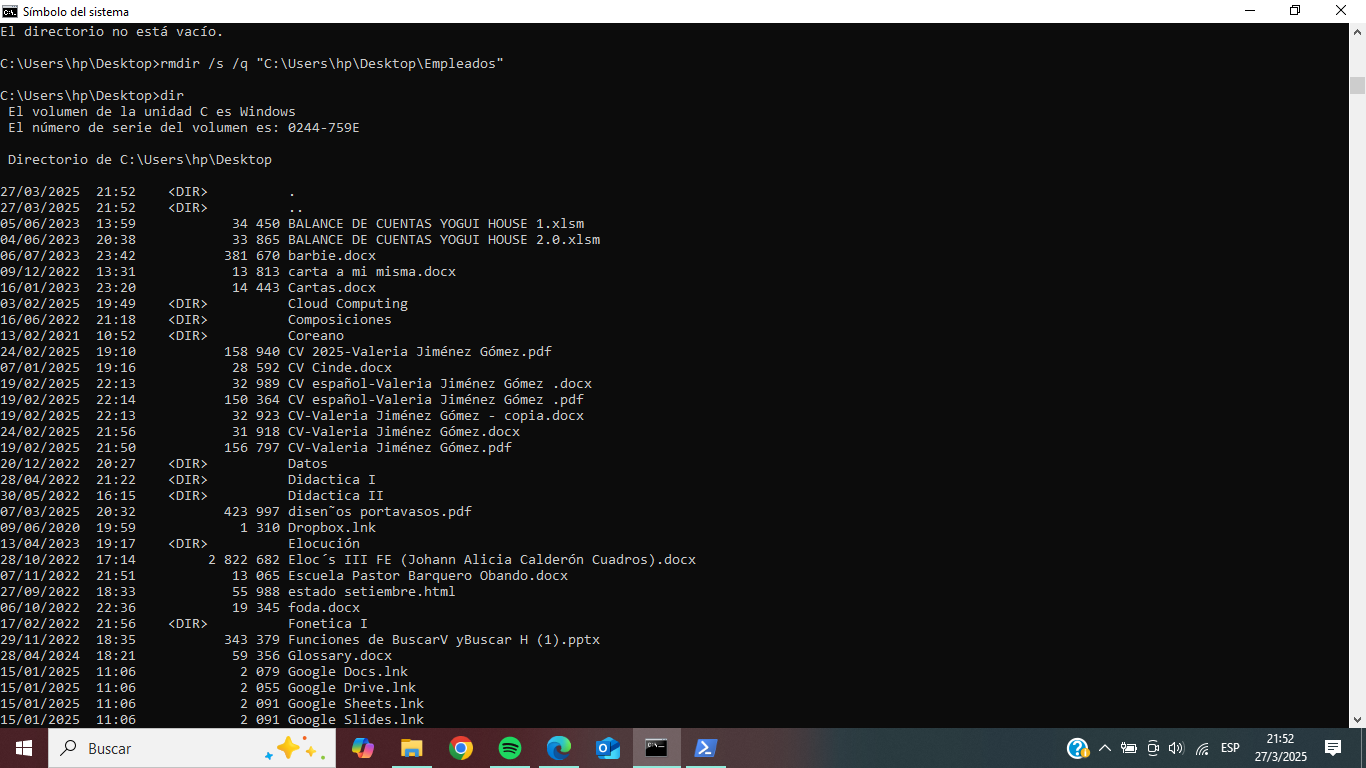 Símbolo del sistema
El directorio no está vacío.
C:\Users\hp\Desktop>rmdir /s /q "C:\Users\hp\Desktop\Empleados"
C:\Users\hp\Desktop>dir
 El volumen de la unidad C es Windows
 El número de serie del volumen es: 0244-759E
 Directorio de C:\Users\hp\Desktop
27/03/2025  21:52    <DIR>          .
27/03/2025  21:52    <DIR>          ..
05/06/2023  13:59            34 450 BALANCE DE CUENTAS YOGUI HOUSE 1.xlsm
04/06/2023  20:38            33 865 BALANCE DE CUENTAS YOGUI HOUSE 2.0.xlsm
06/07/2023  23:42           381 670 barbie.docx
09/12/2022  13:31            13 813 carta a mi misma.docx
16/01/2023  23:20            14 443 Cartas.docx
03/02/2025  19:49    <DIR>          Cloud Computing
16/06/2022  21:18    <DIR>          Composiciones
13/02/2021  10:52    <DIR>          Coreano
24/02/2025  19:10           158 940 CV 2025-Valeria Jiménez Gómez.pdf
07/01/2025  19:16            28 592 CV Cinde.docx
19/02/2025  22:13            32 989 CV español-Valeria Jiménez Gómez .docx
19/02/2025  22:14           150 364 CV español-Valeria Jiménez Gómez .pdf
19/02/2025  22:13            32 923 CV-Valeria Jiménez Gómez - copia.docx
24/02/2025  21:56            31 918 CV-Valeria Jiménez Gómez.docx
19/02/2025  21:50           156 797 CV-Valeria Jiménez Gómez.pdf
20/12/2022  20:27    <DIR>          Datos
28/04/2022  21:22    <DIR>          Didactica I
30/05/2022  16:15    <DIR>          Didactica II
07/03/2025  20:32           423 997 disen˜os portavasos.pdf
09/06/2020  19:59             1 310 Dropbox.lnk
13/04/2023  19:17    <DIR>          Elocución
28/10/2022  17:14         2 822 682 Eloc´s III FE (Johann Alicia Calderón Cuadros).docx
07/11/2022  21:51            13 065 Escuela Pastor Barquero Obando.docx
27/09/2022  18:33            55 988 estado setiembre.html
06/10/2022  22:36            19 345 foda.docx
17/02/2022  21:56    <DIR>          Fonetica I
29/11/2022  18:35           343 379 Funciones de BuscarV yBuscar H (1).pptx
28/04/2024  18:21            59 356 Glossary.docx
15/01/2025  11:06             2 079 Google Docs.lnk
15/01/2025  11:06             2 055 Google Drive.lnk
15/01/2025  11:06             2 091 Google Sheets.lnk
15/01/2025  11:06             2 091 Google Slides.lnk
Buscar
ESP
21:52
27/3/2025